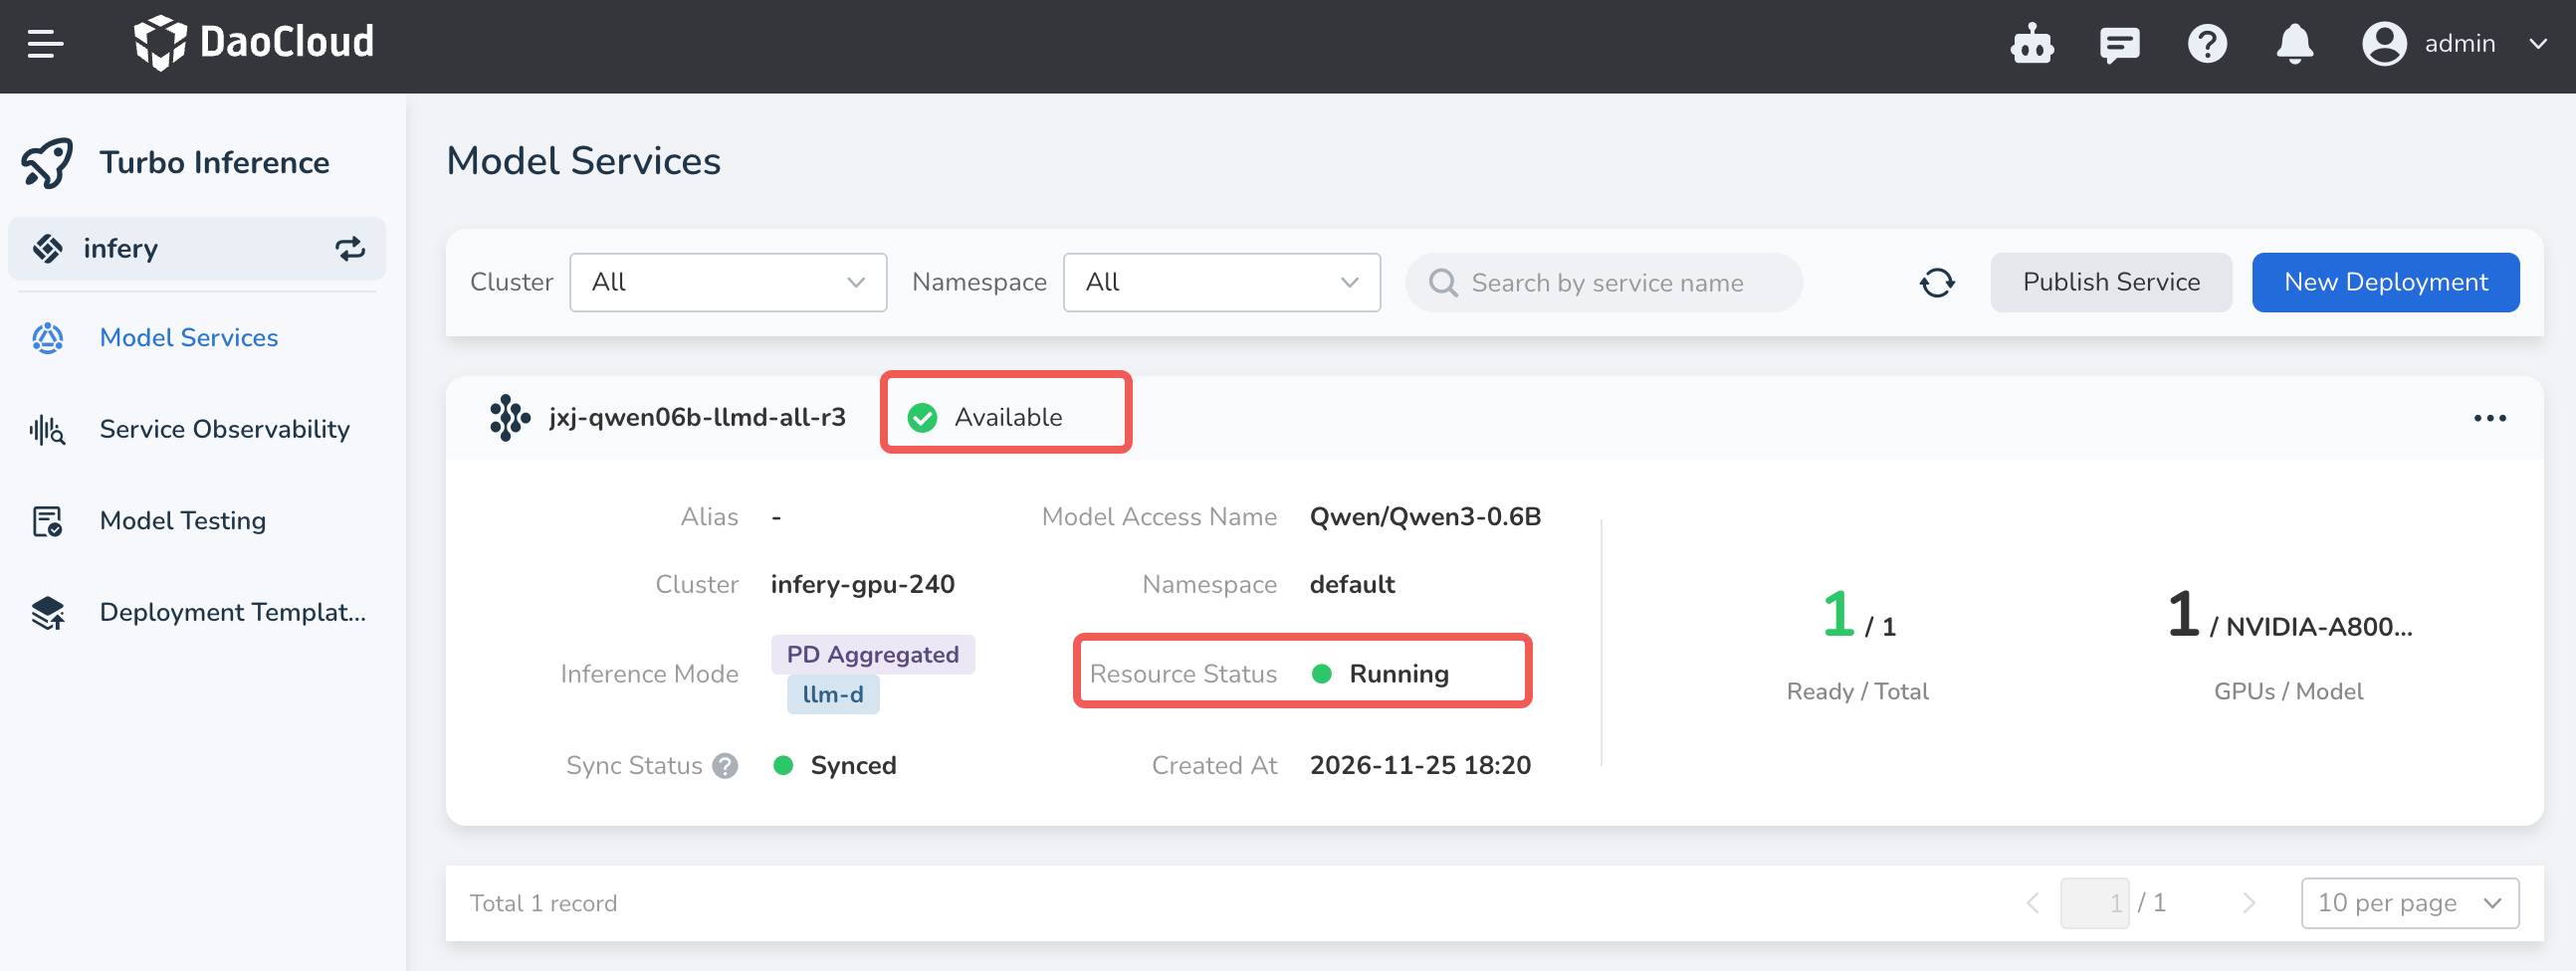 DaoCloud
admin
Turbo Inference
infery
Model Services
Service Observability
Model Testing
Deployment Templat...
Model Services
Cluster All Namespace All Search by service name Publish Service New Deployment
jxj-qwen06b-llmd-all-r3 Available
Alias - Model Access Name Qwen/Qwen3-0.6B
Cluster infery-gpu-240 Namespace default
Inference Mode PD Aggregated Resource Status Running
llm-d
Sync Status ? Synced Created At 2026-11-25 18:20
1 / 1
Ready / Total
1 / NVIDIA-A800...
GPUs / Model
Total 1 record
1 / 1
10 per page